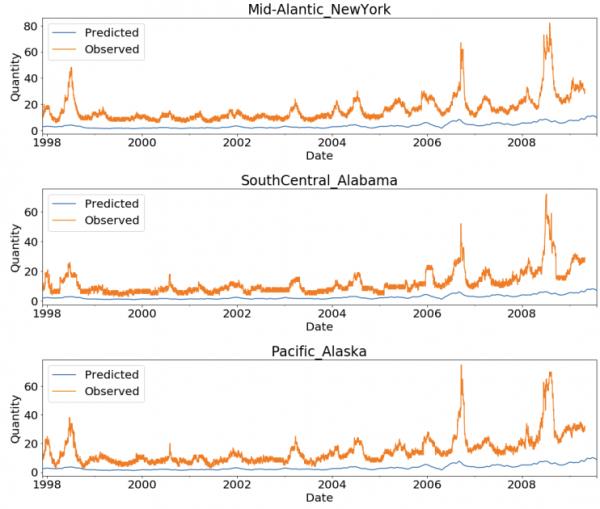 Mid-Alantic_NewYork
Quantity
80
60
40
20
0
Predicted
Observed
1998 2000 2002 2004 2006 2008
Date
SouthCentral_Alabama
Quantity
60
40
20
0
Predicted
Observed
1998 2000 2002 2004 2006 2008
Date
Pacific_Alaska
Quantity
60
40
20
0
Predicted
Observed
1998 2000 2002 2004 2006 2008
Date